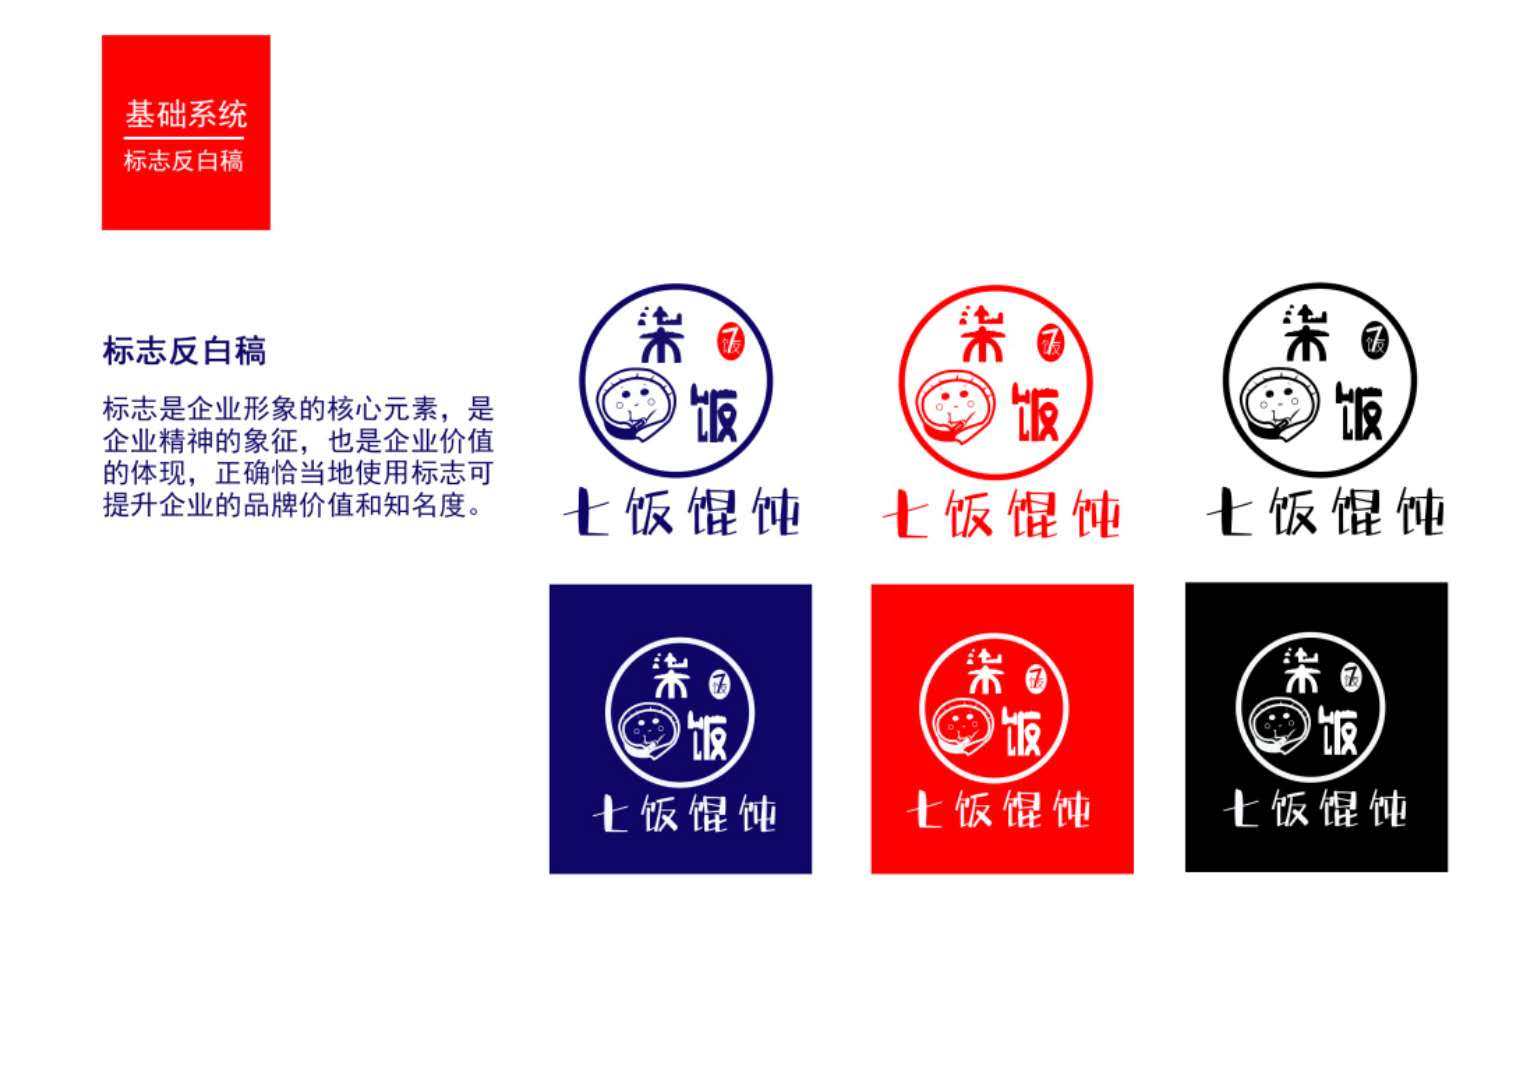 基础系统
标志反白稿
标志反白稿
标志是企业形象的核心元素，是
企业精神的象征，也是企业价值
的体现，正确恰当地使用标志可
提升企业的品牌价值和知名度。
柒
7
饭
饭
七饭馄饨
柒
7
饭
饭
七饭馄饨
柒
7
饭
饭
七饭馄饨
柒
7
饭
饭
七饭馄饨
柒
7
饭
饭
七饭馄饨
柒
7
饭
饭
七饭馄饨